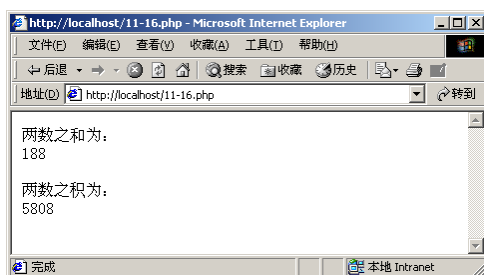 http://localhost/11-16.php - Microsoft Internet Explorer
文件(F) 编辑(E) 查看(V) 收藏(A) 工具(T) 帮助(H)
后退 搜索 收藏 历史
地址(D) http://localhost/11-16.php 转到
两数之和为:
188
两数之积为:
5808
完成 本地 Intranet